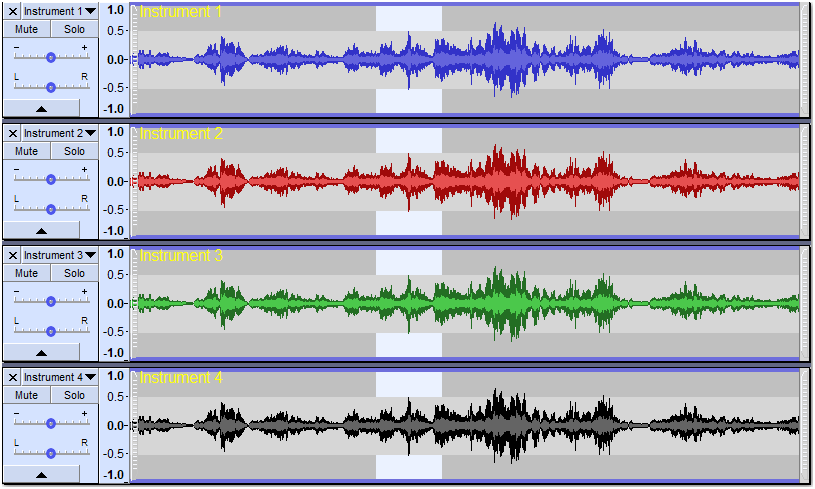 Instrument 1
Mute Solo
- +
L R
1.0
0.5
0.0
-0.5
-1.0
Instrument 1
Instrument 2
Mute Solo
- +
L R
1.0
0.5
0.0
-0.5
-1.0
Instrument 2
Instrument 3
Mute Solo
- +
L R
1.0
0.5
0.0
-0.5
-1.0
Instrument 3
Instrument 4
Mute Solo
- +
L R
1.0
0.5
0.0
-0.5
-1.0
Instrument 4